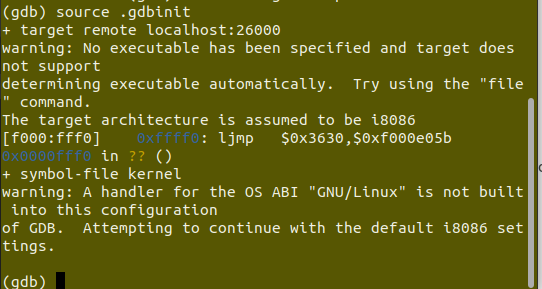 (gdb) source .gdbinit
+ target remote localhost:26000
warning: No executable has been specified and target does
not support
determining executable automatically.  Try using the "file
" command.
The target architecture is assumed to be i8086
[f000:fff0]    0xffff0: ljmp   $0x3630,$0xf000e05b
0x0000fff0 in ?? ()
+ symbol-file kernel
warning: A handler for the OS ABI "GNU/Linux" is not built
 into this configuration
of GDB.  Attempting to continue with the default i8086 set
tings.
(gdb)